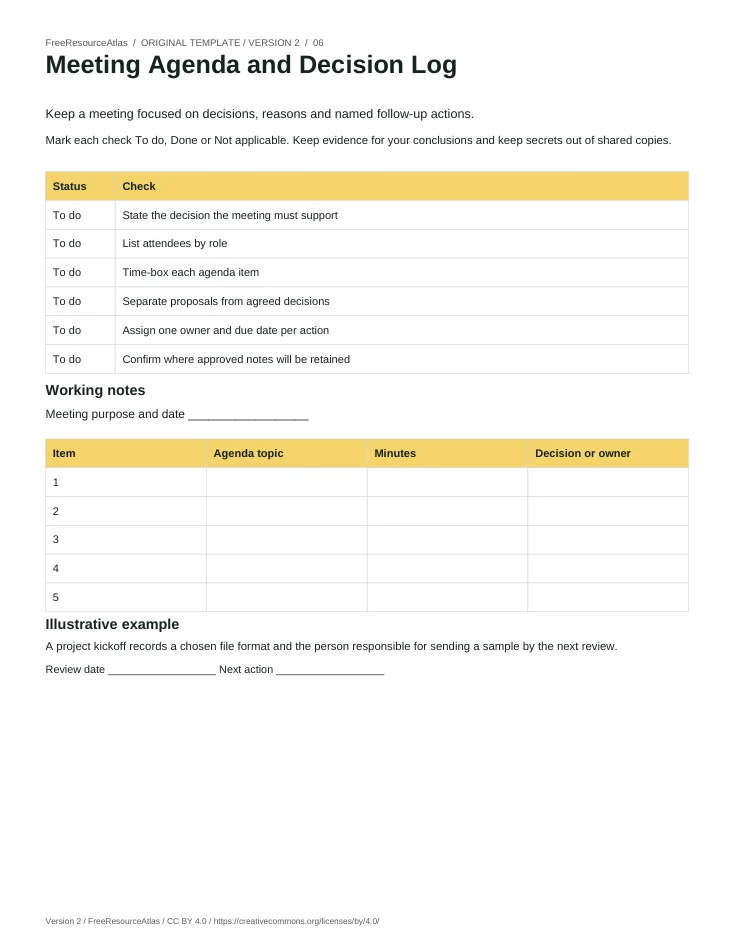 FreeResourceAtlas / ORIGINAL TEMPLATE / VERSION 2 / 06
Meeting Agenda and Decision Log
Keep a meeting focused on decisions, reasons and named follow-up actions.
Mark each check To do, Done or Not applicable. Keep evidence for your conclusions and keep secrets out of shared copies.
Status Check
To do State the decision the meeting must support
To do List attendees by role
To do Time-box each agenda item
To do Separate proposals from agreed decisions
To do Assign one owner and due date per action
To do Confirm where approved notes will be retained
Working notes
Meeting purpose and date ___________________
Item Agenda topic Minutes Decision or owner
1
2
3
4
5
Illustrative example
A project kickoff records a chosen file format and the person responsible for sending a sample by the next review.
Review date __________________ Next action __________________
Version 2 / FreeResourceAtlas / CC BY 4.0 / https://creativecommons.org/licenses/by/4.0/